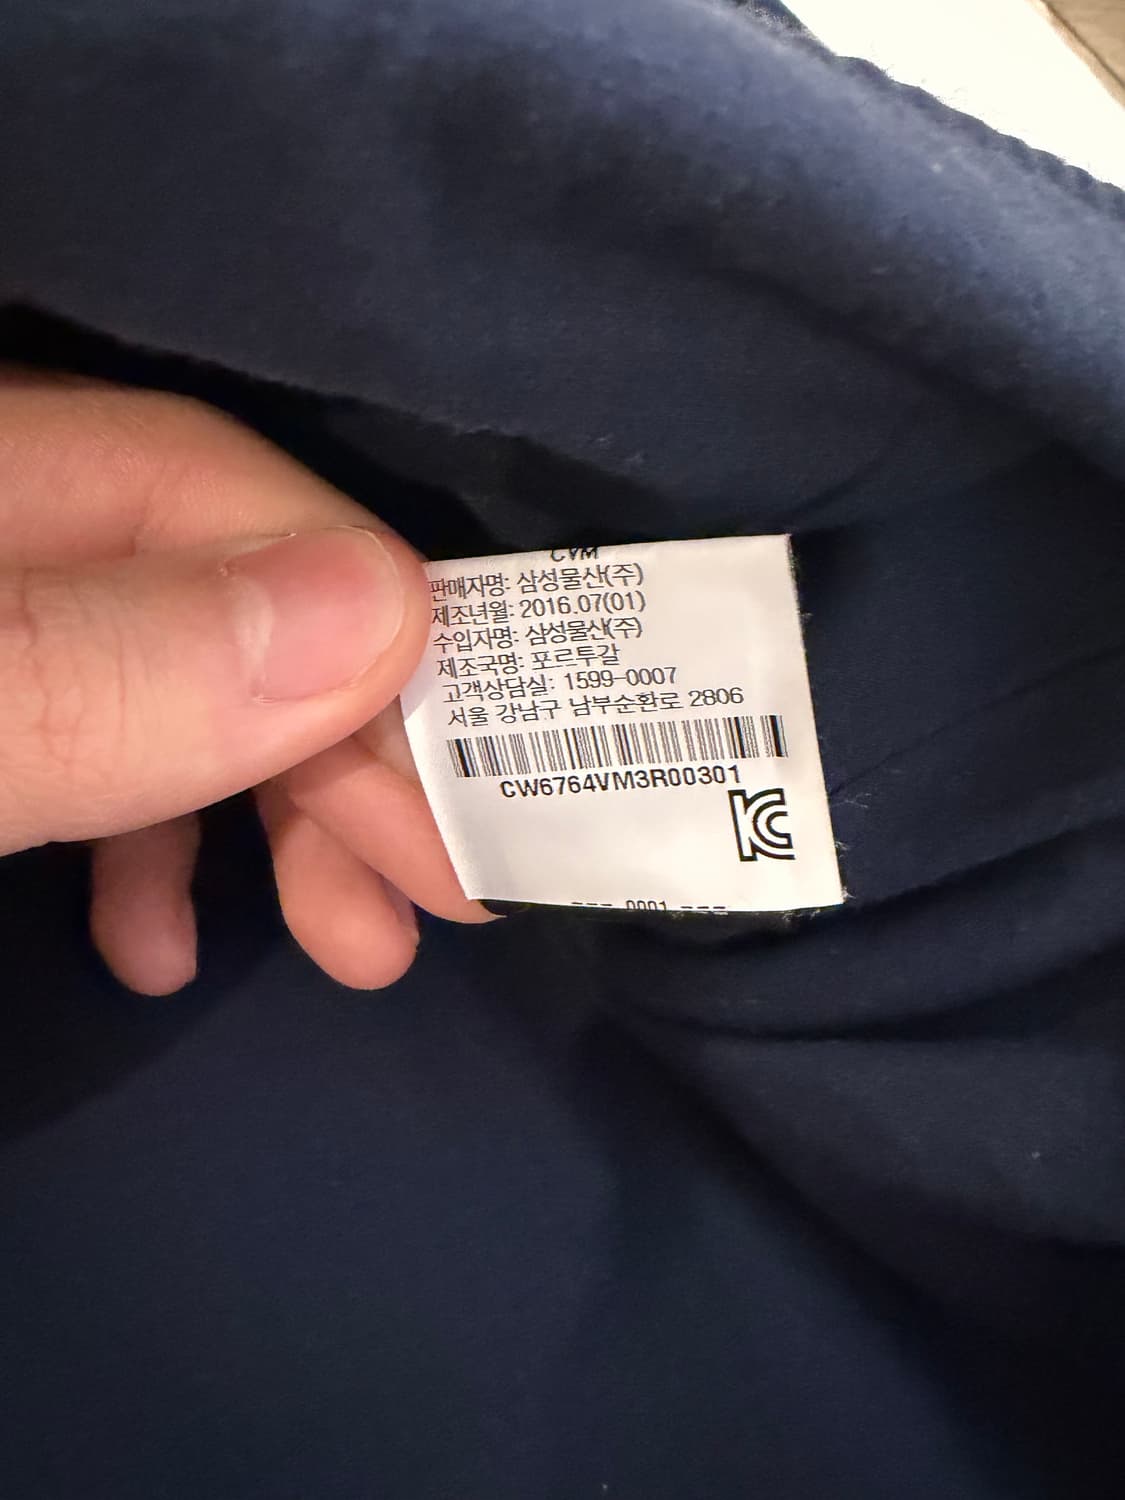 판매자명: 삼성물산(주)
제조년월: 2016.07(01)
수입자명: 삼성물산(주)
제조국명: 포르투갈
고객상담실: 1599-0007
서울 강남구 남부순환로 2806
CW6764VM3R00301
KC
--- 0001 ---